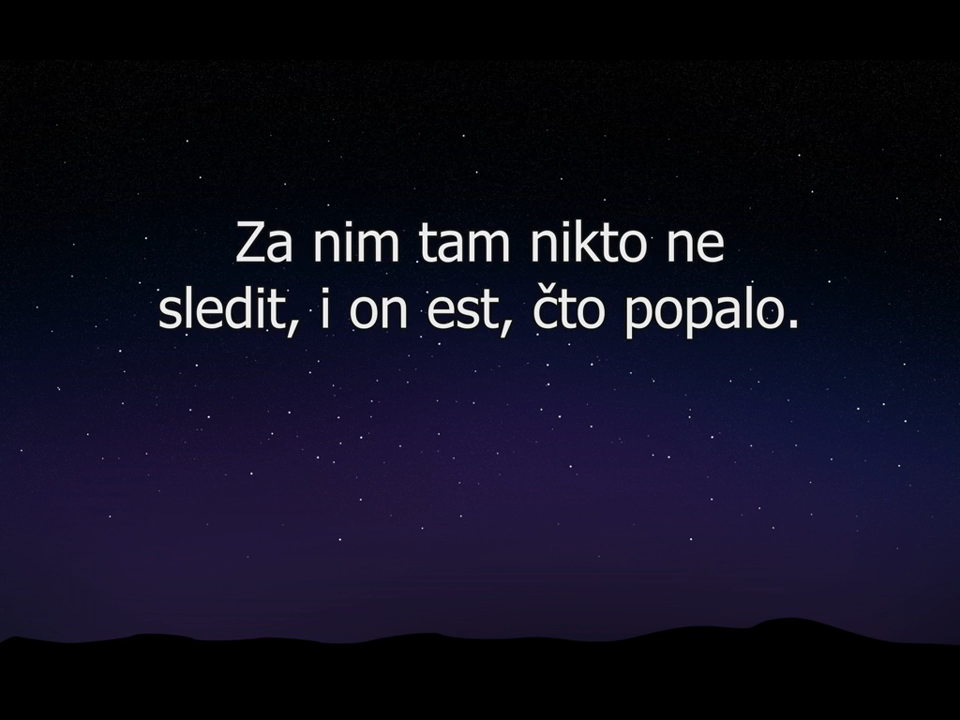 Za nim tam nikto ne
sledit, i on est, čto popalo.